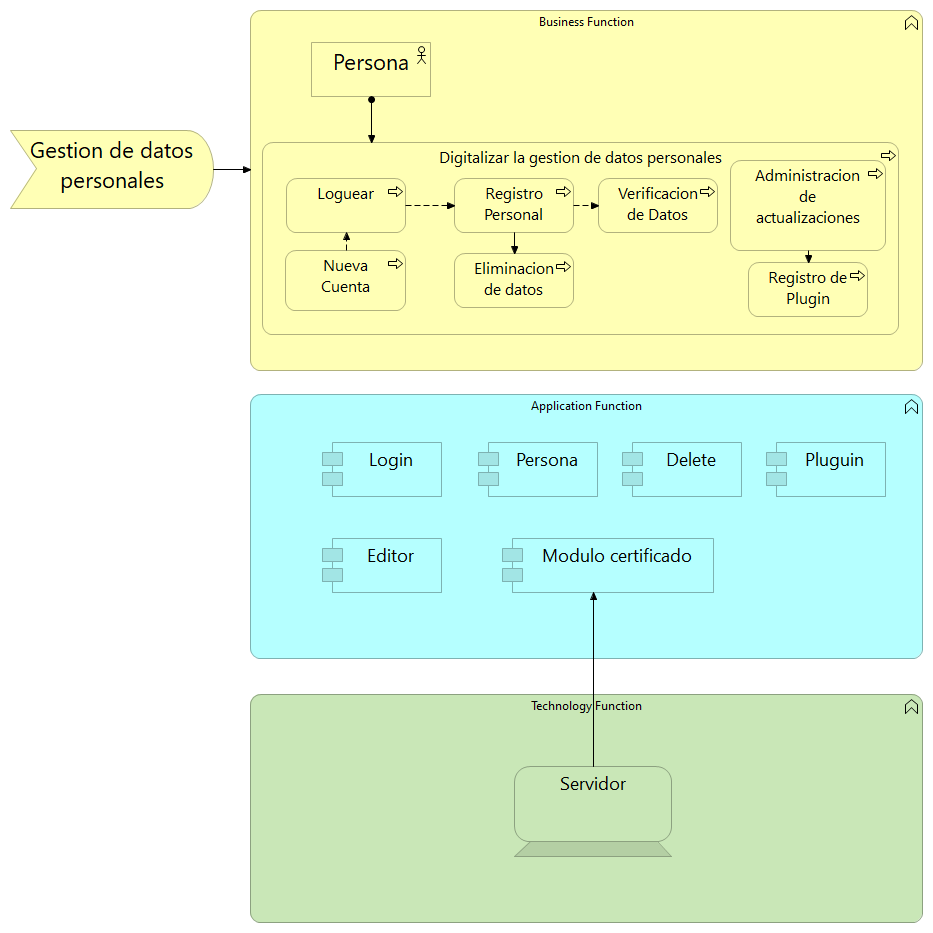 Business Function
Persona
Gestion de datos
personales
Digitalizar la gestion de datos personales
Loguear
Registro
Personal
Verificacion
de Datos
Administracion
de
actualizaciones
Nueva
Cuenta
Eliminacion
de datos
Registro de
Plugin
Application Function
Login
Persona
Delete
Pluguin
Editor
Modulo certificado
Technology Function
Servidor